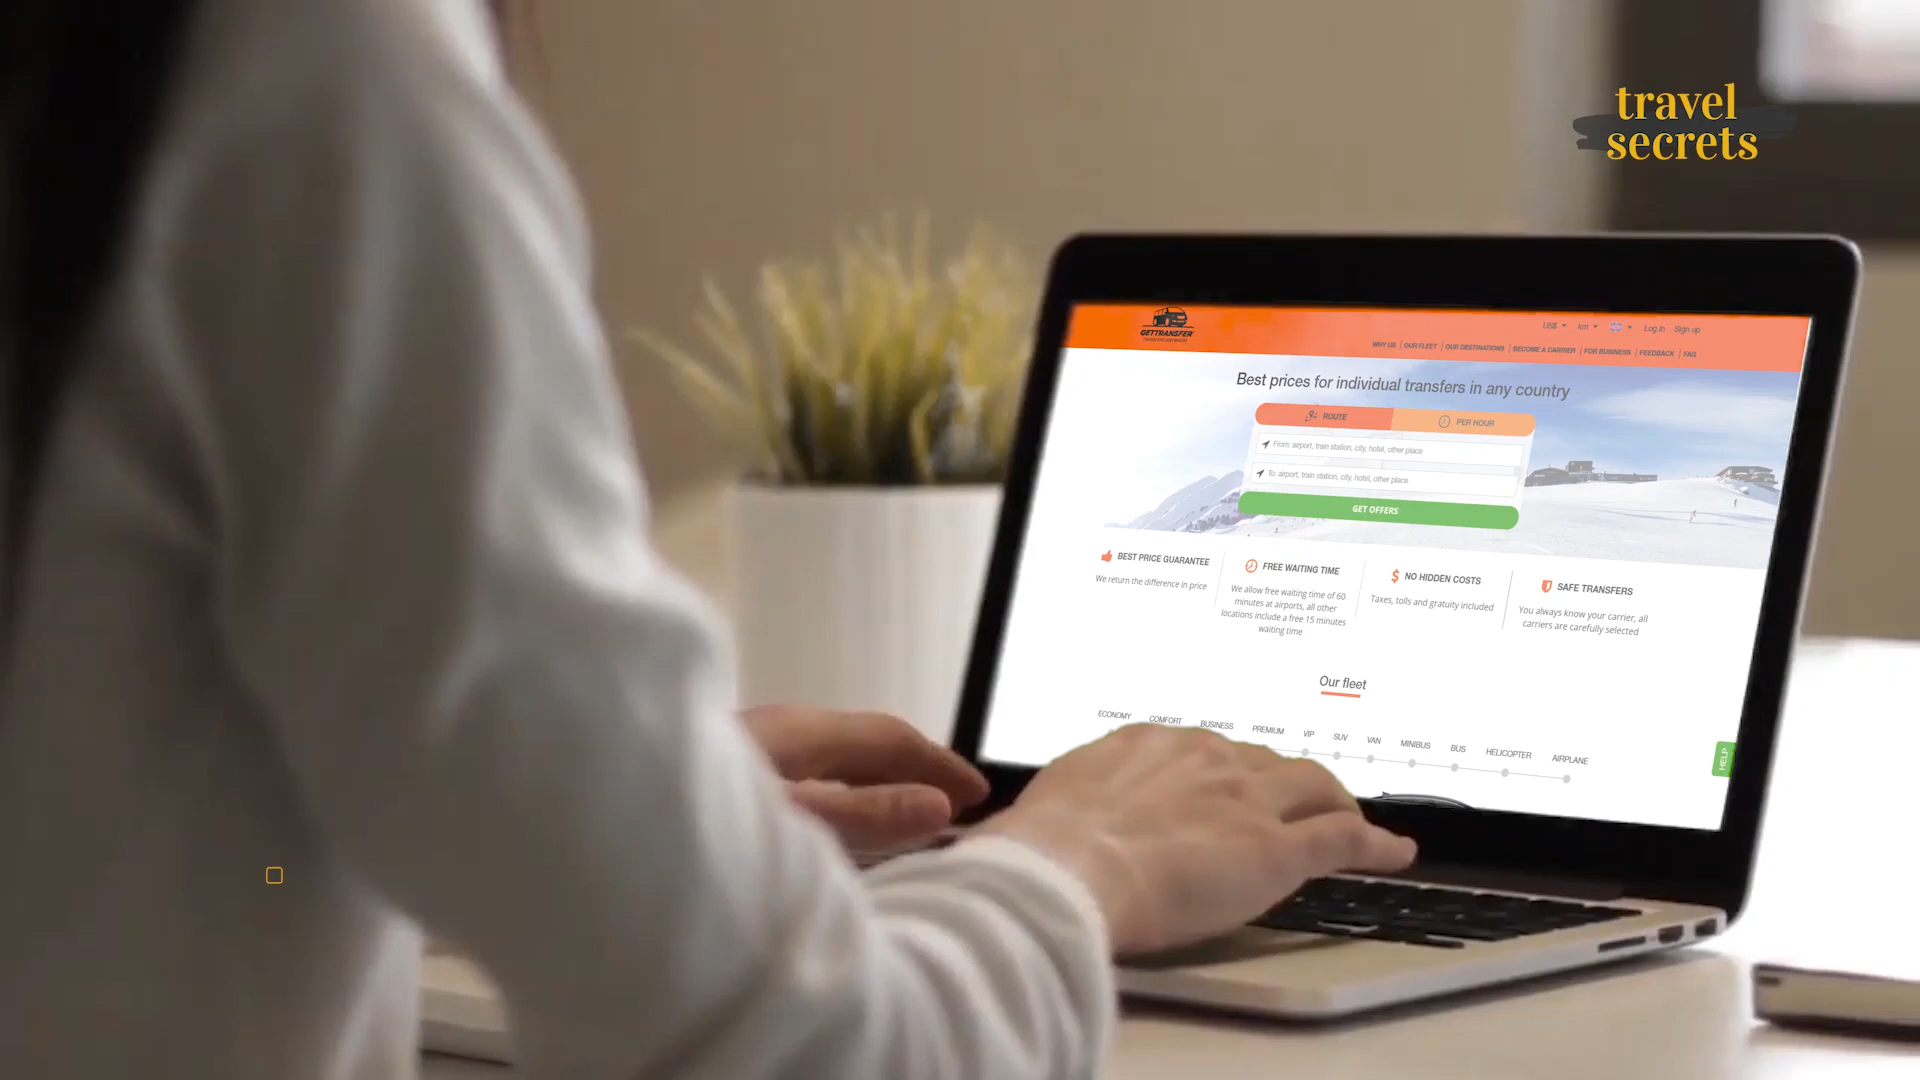 travel
secrets
GETTRANSFER
US$ km Log in Sign up
WHY US OUR FLEET OUR DESTINATIONS BECOME A CARRIER FOR BUSINESS FEEDBACK FAQ
Best prices for individual transfers in any country
ROUTE PER HOUR
From: airport, train station, city, hotel, other place
To: airport, train station, city, hotel, other place
GET OFFERS
BEST PRICE GUARANTEE
We return the difference in price
FREE WAITING TIME
We allow free waiting time of 60
minutes at airports, all other
locations include a free 15 minutes
waiting time
NO HIDDEN COSTS
Taxes, tolls and gratuity included
SAFE TRANSFERS
You always know your carrier, all
carriers are carefully selected
Our fleet
ECONOMY COMFORT BUSINESS PREMIUM VIP SUV VAN MINIBUS BUS HELICOPTER AIRPLANE
HELP